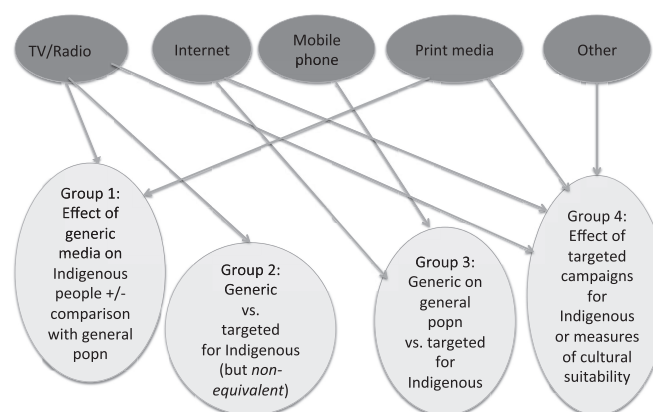 TV/Radio
Internet
Mobile
phone
Print media
Other
Group 1:
Effect of
generic
media on
Indigenous
people +/-
comparison
with general
popn
Group 2:
Generic
vs.
targeted
for Indigenous
(but non-
equivalent)
Group 3:
Generic on
general
popn
vs. targeted
for
Indigenous
Group 4:
Effect of
targeted
campaigns
for
Indigenous
or measures
of cultural
suitability